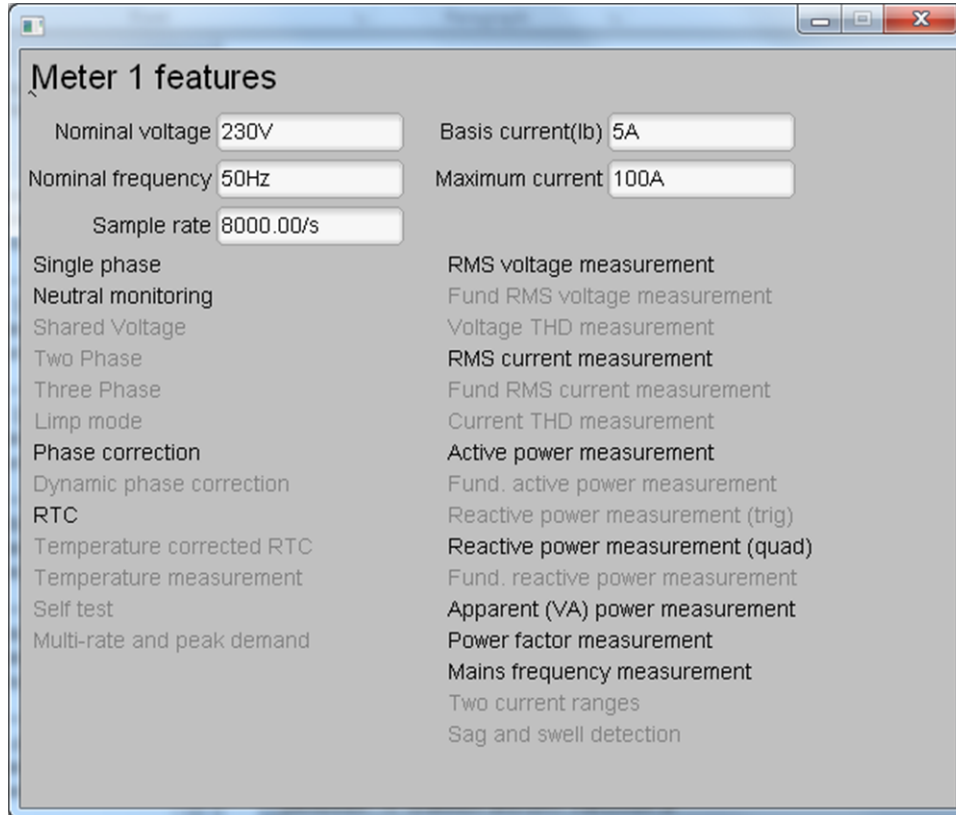 Meter 1 features
Nominal voltage 230V
Basis current(Ib) 5A
Nominal frequency 50Hz
Maximum current 100A
Sample rate 8000.00/s
Single phase
Neutral monitoring
Shared Voltage
Two Phase
Three Phase
Limp mode
Phase correction
Dynamic phase correction
RTC
Temperature corrected RTC
Temperature measurement
Self test
Multi-rate and peak demand
RMS voltage measurement
Fund RMS voltage measurement
Voltage THD measurement
RMS current measurement
Fund RMS current measurement
Current THD measurement
Active power measurement
Fund. active power measurement
Reactive power measurement (trig)
Reactive power measurement (quad)
Fund. reactive power measurement
Apparent (VA) power measurement
Power factor measurement
Mains frequency measurement
Two current ranges
Sag and swell detection